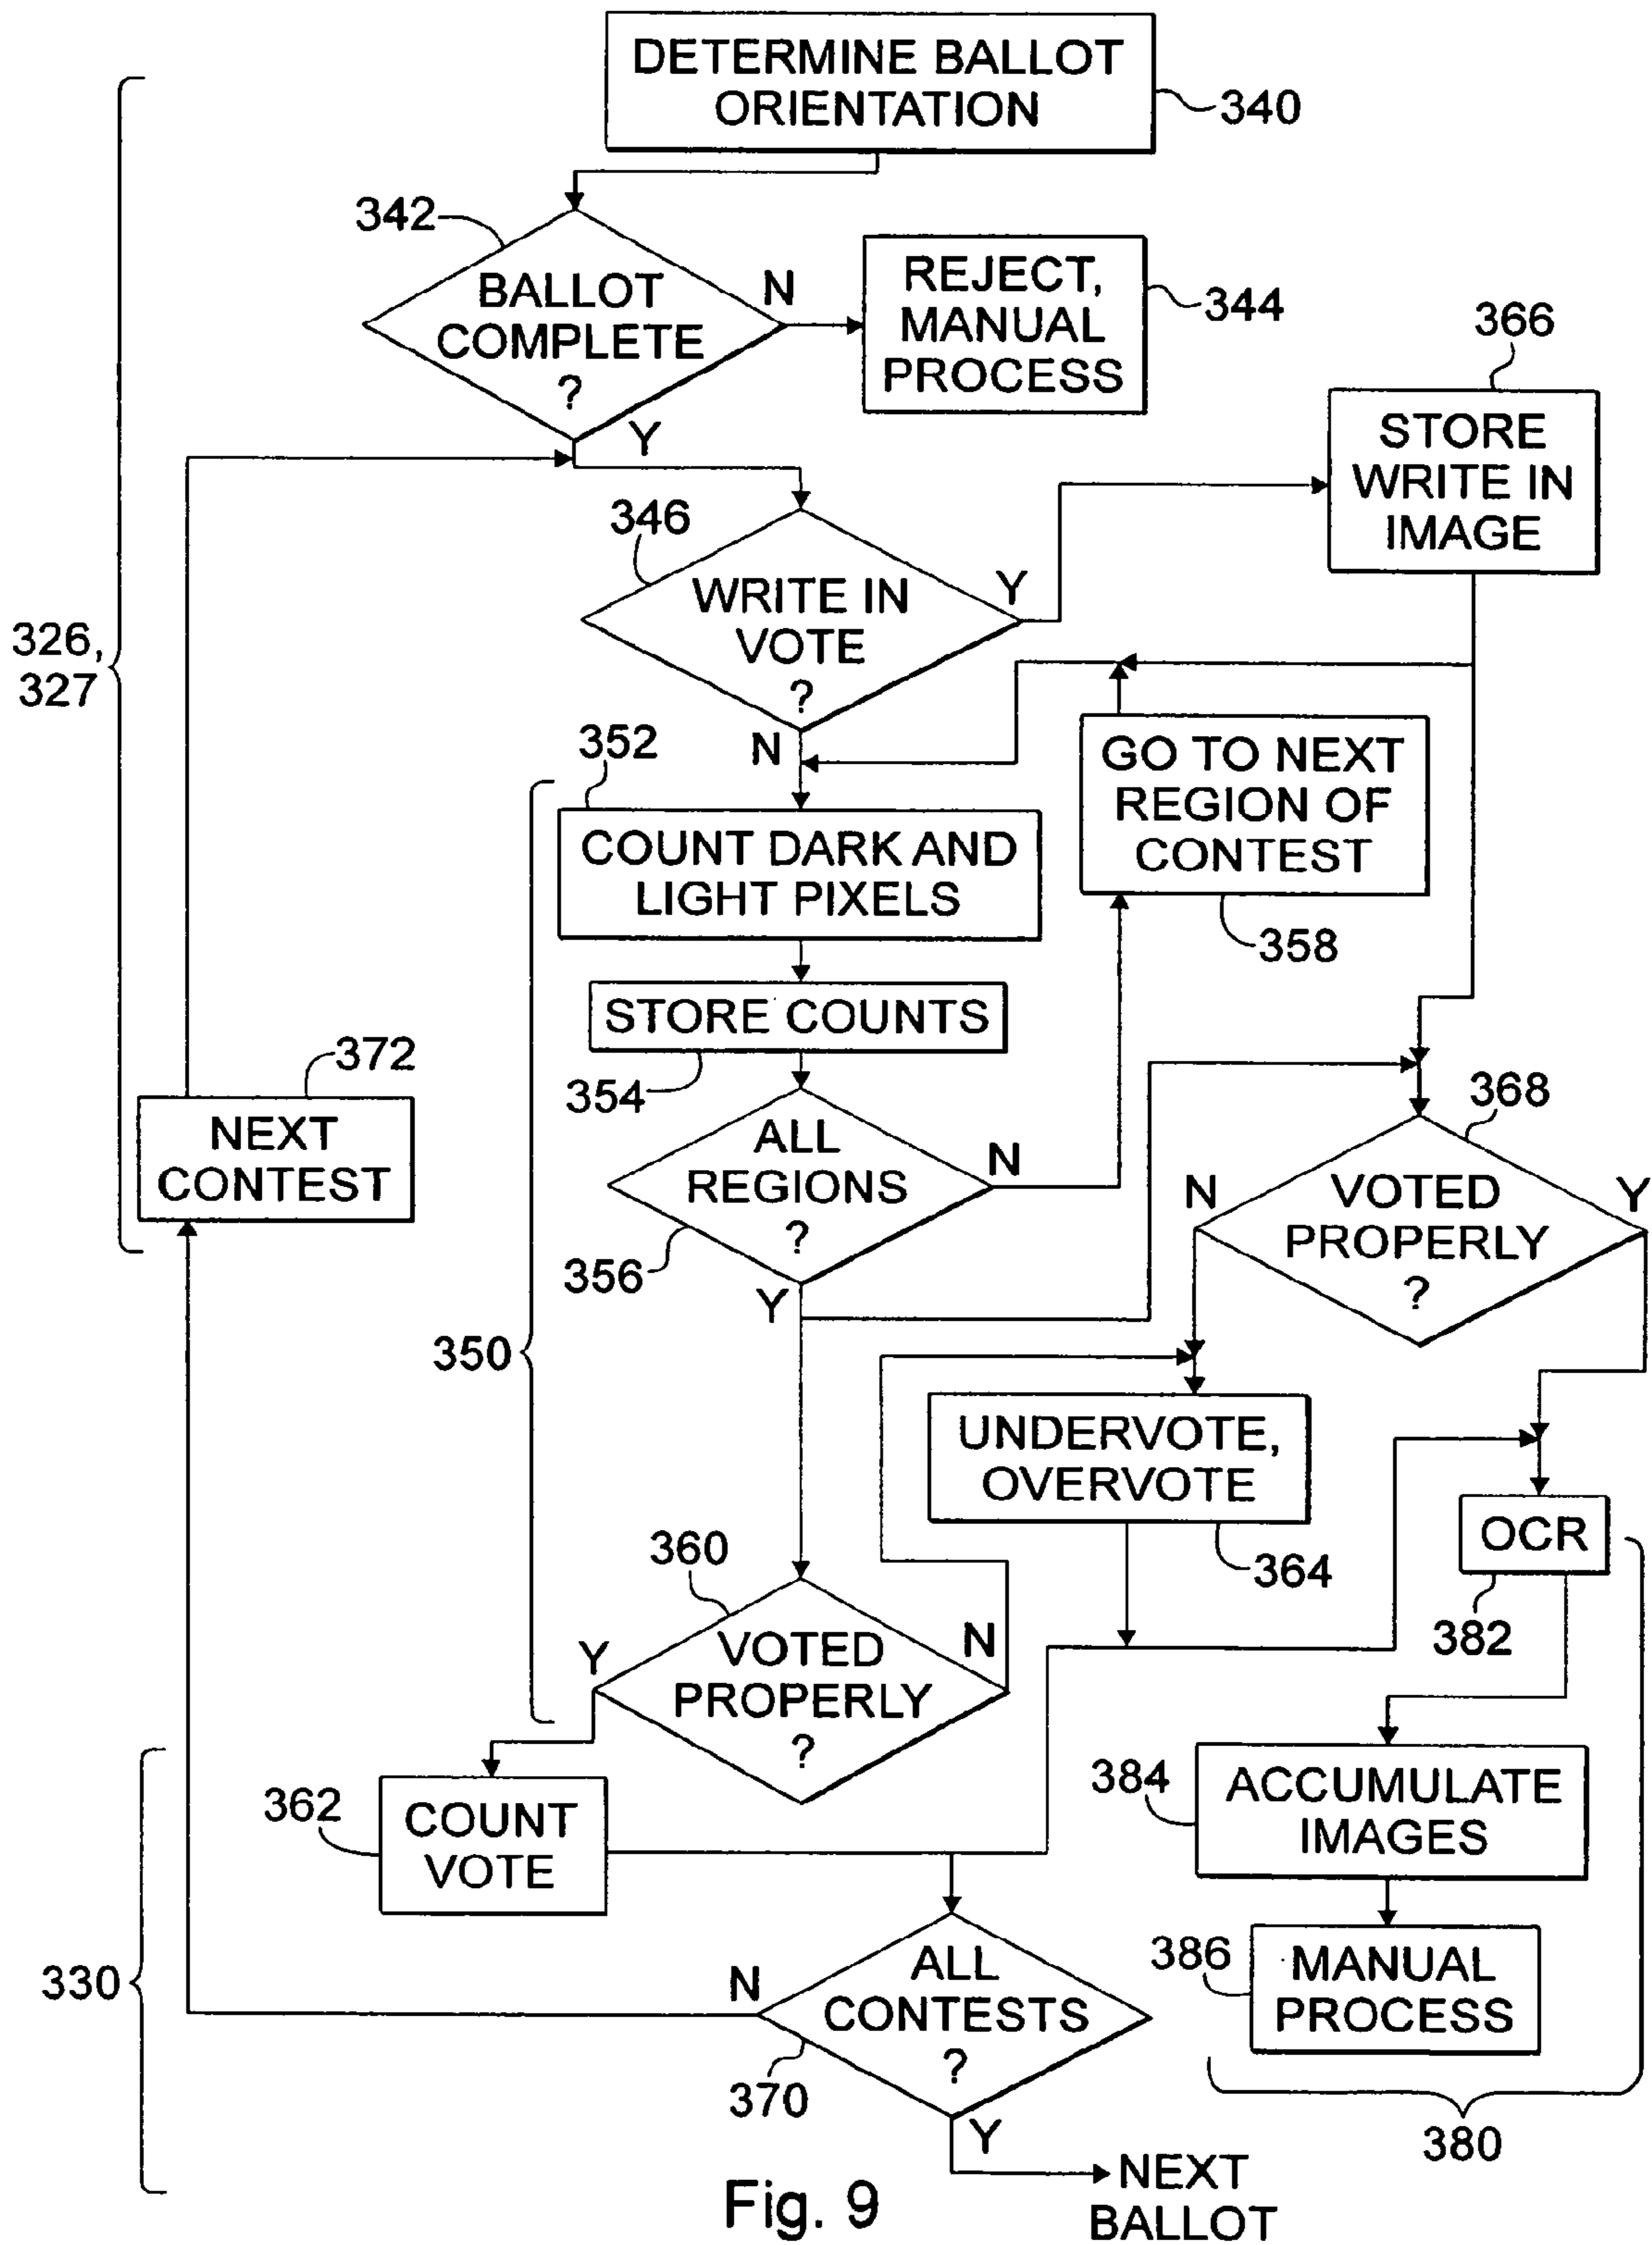 DETERMINE BALLOT
ORIENTATION
340
342
BALLOT
COMPLETE
?
N
Y
REJECT,
MANUAL
PROCESS
344
366
STORE
WRITE IN
IMAGE
346
WRITE IN
VOTE
?
Y
N
326,
327
352
COUNT DARK AND
LIGHT PIXELS
GO TO NEXT
REGION OF
CONTEST
358
STORE COUNTS
354
372
NEXT
CONTEST
ALL
REGIONS
?
N
356
Y
368
VOTED
PROPERLY
?
N
Y
350
UNDERVOTE,
OVERVOTE
364
OCR
382
360
VOTED
PROPERLY
?
Y
N
362
COUNT
VOTE
384
ACCUMULATE
IMAGES
386
MANUAL
PROCESS
380
330
ALL
CONTESTS
?
N
370
Y
NEXT
BALLOT
Fig. 9